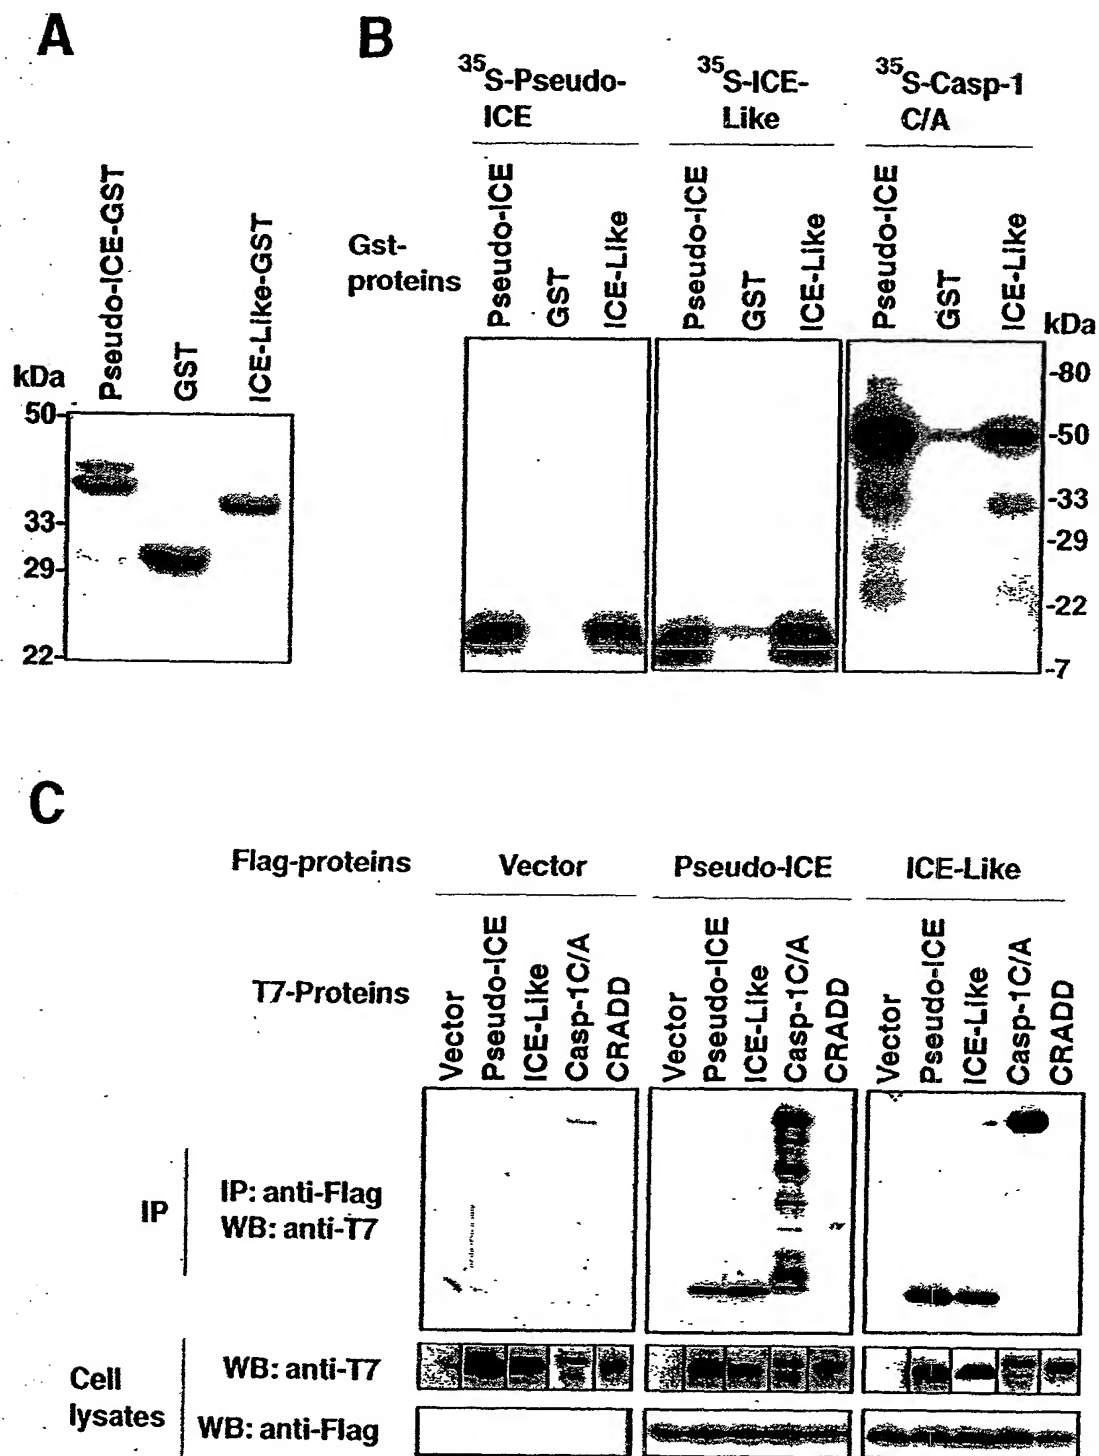 A
kDa
Pseudo-ICE-GST
GST
ICE-Like-GST
50-
33-
29-
22-
B
35S-Pseudo-
ICE
35S-ICE-
Like
35S-Casp-1
C/A
Gst-
proteins
Pseudo-ICE
GST
ICE-Like
Pseudo-ICE
GST
ICE-Like
Pseudo-ICE
GST
ICE-Like
kDa
-80
-50
-33
-29
-22
-7
C
Flag-proteins
Vector
Pseudo-ICE
ICE-Like
T7-Proteins
Vector
Pseudo-ICE
ICE-Like
Casp-1C/A
CRADD
Vector
Pseudo-ICE
ICE-Like
Casp-1C/A
CRADD
Vector
Pseudo-ICE
ICE-Like
Casp-1C/A
CRADD
IP
IP: anti-Flag
WB: anti-T7
Cell
lysates
WB: anti-T7
WB: anti-Flag